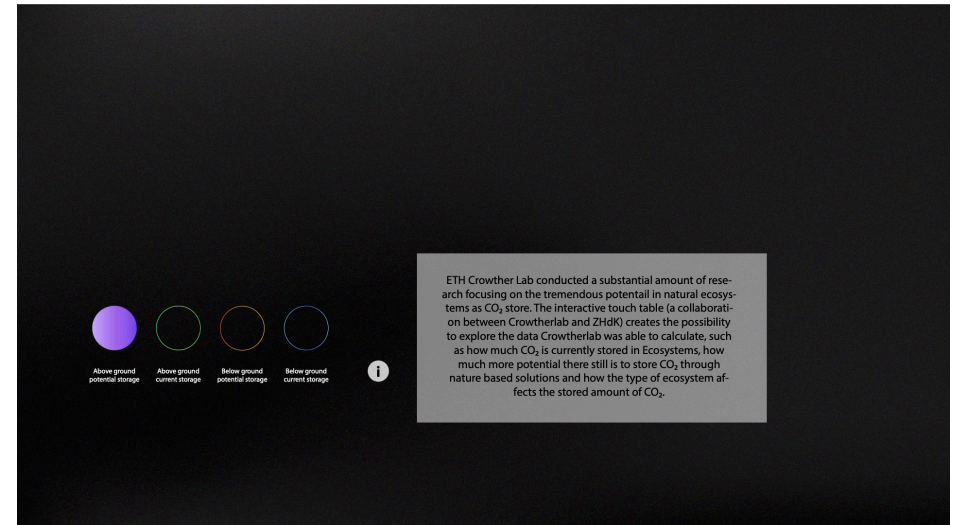 ETH Crowther Lab conducted a substantial amount of rese-
arch focusing on the tremendous potentail in natural ecosys-
tems as CO₂ store. The interactive touch table (a collaborati-
on between Crowtherlab and ZHdK) creates the possibility
to explore the data Crowtherlab was able to calculate, such
as how much CO₂ is currently stored in Ecosystems, how
much more potential there still is to store CO₂ through
nature based solutions and how the type of ecosystem af-
fects the stored amount of CO₂.
Above ground
potential storage
Above ground
current storage
Below ground
potential storage
Below ground
current storage
i